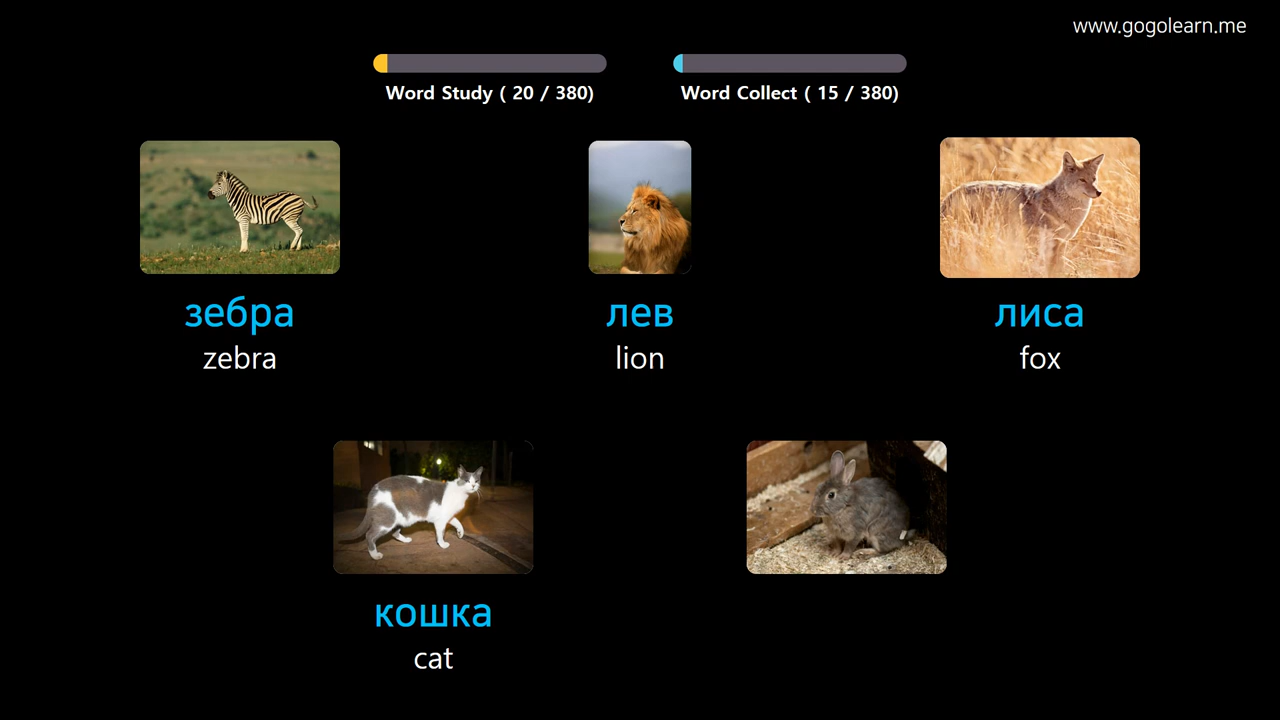 www.gogolearn.me
Word Study ( 20 / 380)
Word Collect ( 15 / 380)
зебра
zebra
лев
lion
лиса
fox
кошка
cat